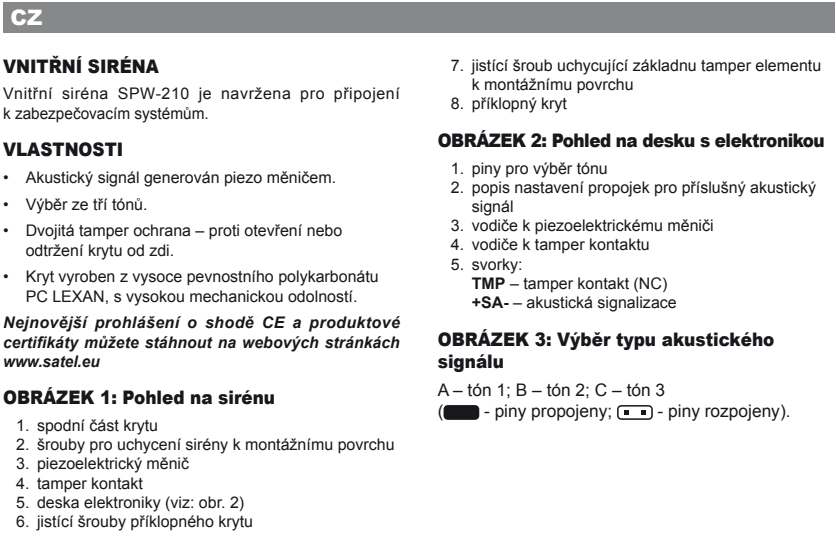 CZ
VNITŘNÍ SIRÉNA
Vnitřní siréna SPW-210 je navržena pro připojení
k zabezpečovacím systémům.
VLASTNOSTI
• Akustický signál generován piezo měničem.
• Výběr ze tří tónů.
• Dvojitá tamper ochrana – proti otevření nebo
odtržení krytu od zdi.
• Kryt vyroben z vysoce pevnostního polykarbonátu
PC LEXAN, s vysokou mechanickou odolností.
Nejnovější prohlášení o shodě CE a produktové
certifikáty můžete stáhnout na webových stránkách
www.satel.eu
OBRÁZEK 1: Pohled na sirénu
1. spodní část krytu
2. šrouby pro uchycení sirény k montážnímu povrchu
3. piezoelektrický měnič
4. tamper kontakt
5. deska elektroniky (viz: obr. 2)
6. jistící šrouby příklopného krytu
7. jistící šroub uchycující základnu tamper elementu
k montážnímu povrchu
8. příklopný kryt
OBRÁZEK 2: Pohled na desku s elektronikou
1. piny pro výběr tónu
2. popis nastavení propojek pro příslušný akustický
signál
3. vodiče k piezoelektrickému měniči
4. vodiče k tamper kontaktu
5. svorky:
TMP – tamper kontakt (NC)
+SA- – akustická signalizace
OBRÁZEK 3: Výběr typu akustického
signálu
A – tón 1; B – tón 2; C – tón 3
( - piny propojeny; - piny rozpojeny).